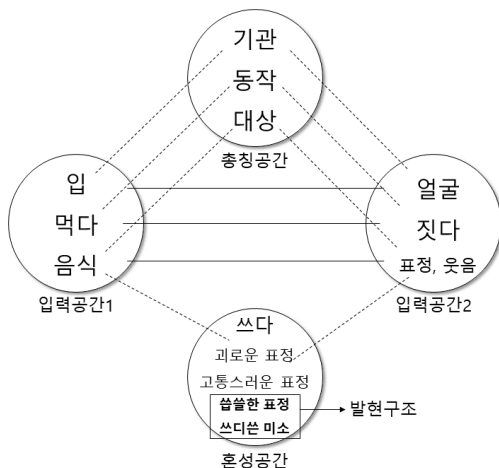 기관
동작
대상
총칭공간
입
먹다
음식
입력공간1
얼굴
짓다
표정, 웃음
입력공간2
쓰다
괴로운 표정
고통스러운 표정
씁쓸한 표정
쓰디쓴 미소
발현구조
혼성공간